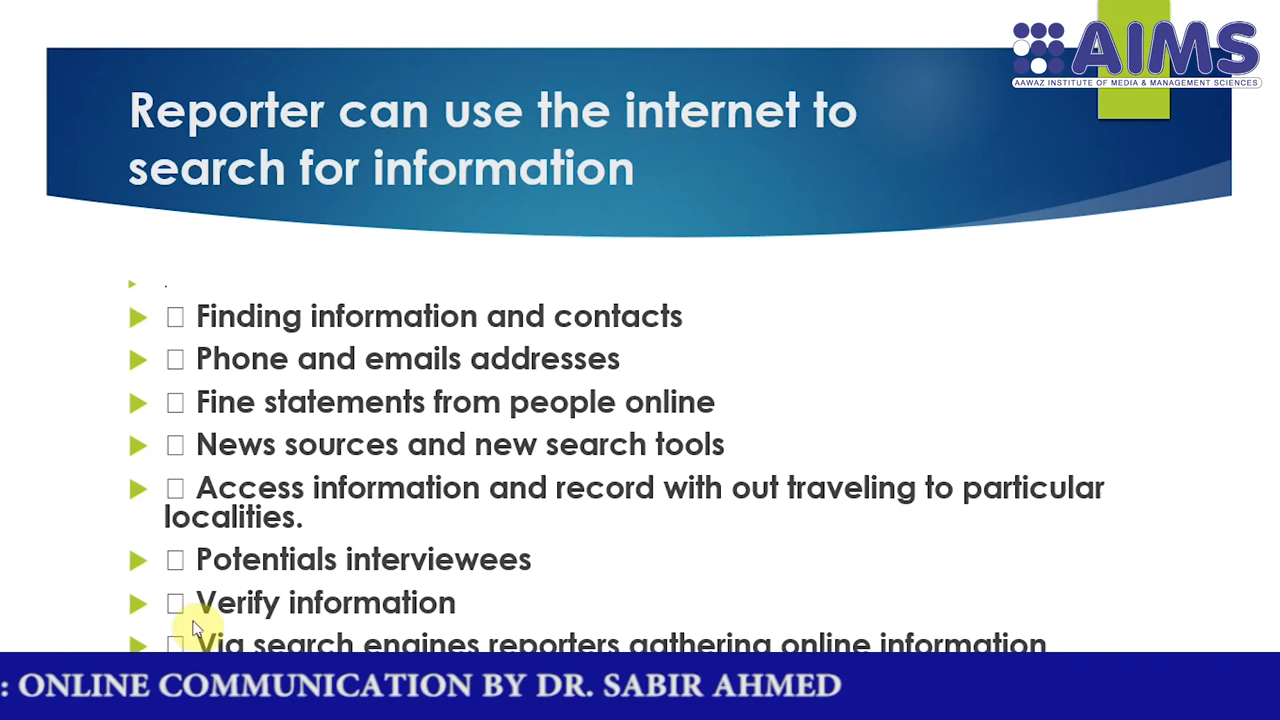 AIMS
AAWAZ INSTITUTE OF MEDIA & MANAGEMENT SCIENCES
Reporter can use the internet to
search for information
.
Finding information and contacts
Phone and emails addresses
Fine statements from people online
News sources and new search tools
Access information and record with out traveling to particular
localities.
Potentials interviewees
Verify information
Via search engines reporters gathering online information
: ONLINE COMMUNICATION BY DR. SABIR AHMED